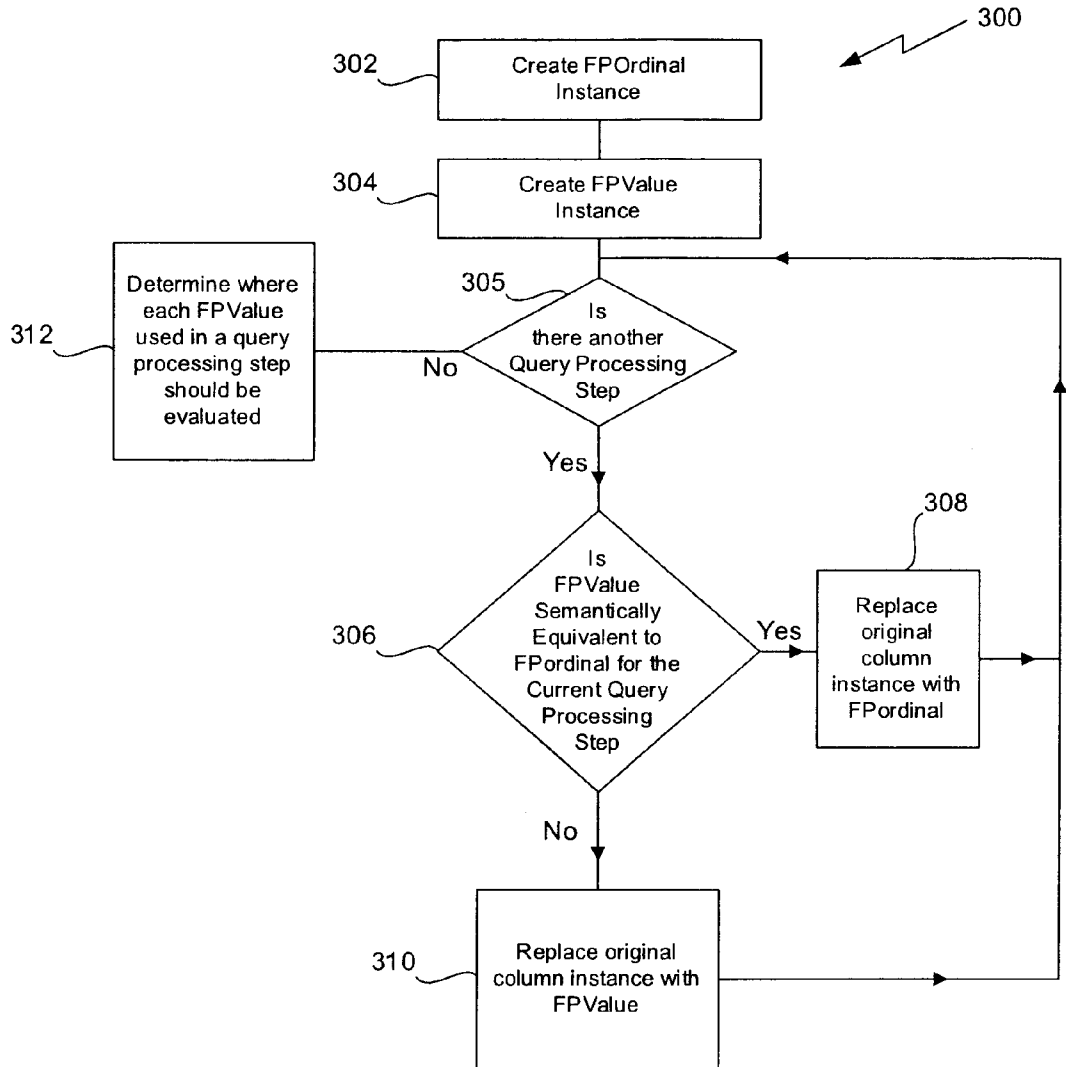 300
302
Create FPOrdinal
Instance
304
Create FPValue
Instance
305
Is
there another
Query Processing
Step
No
Determine where
each FPValue
used in a query
processing step
should be
evaluated
312
Yes
306
Is
FPValue
Semantically
Equivalent to
FPordinal for the
Current Query
Processing
Step
Yes
308
Replace
original
column
instance with
FPordinal
No
310
Replace original
column instance with
FPValue